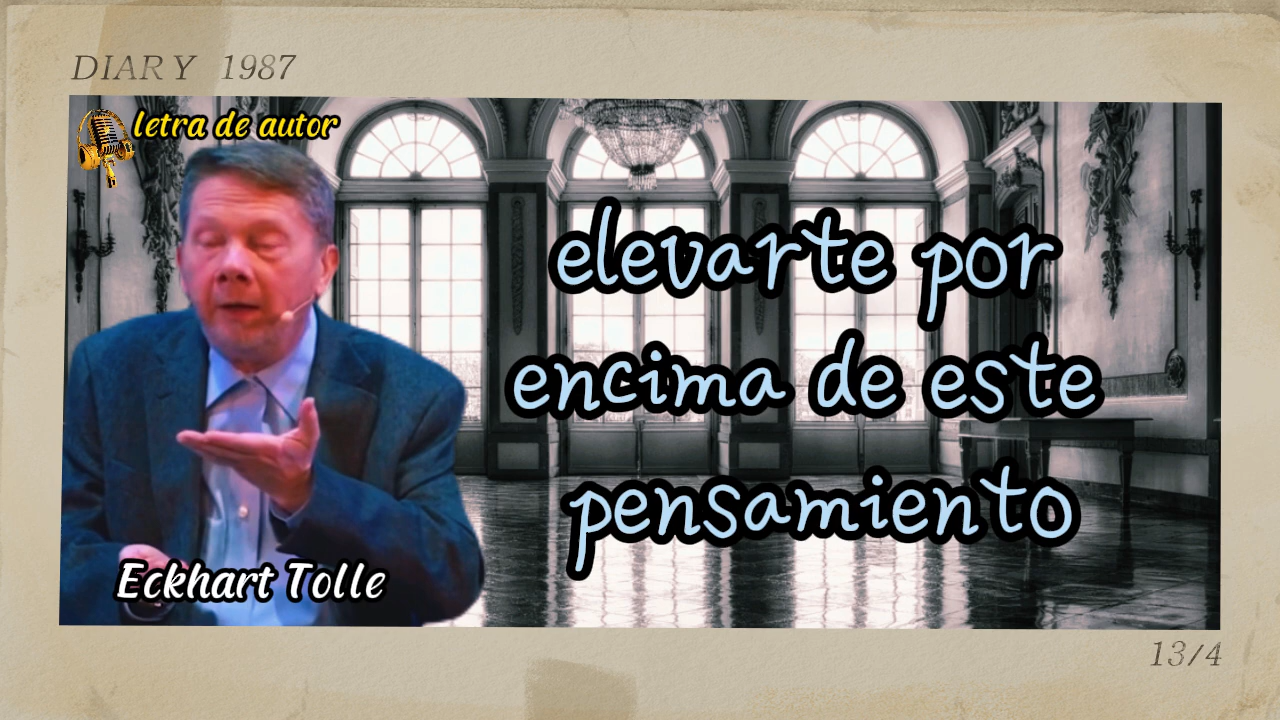 DIARY 1987
letra de autor
elevarte por
encima de este
pensamiento
Eckhart Tolle
13/4